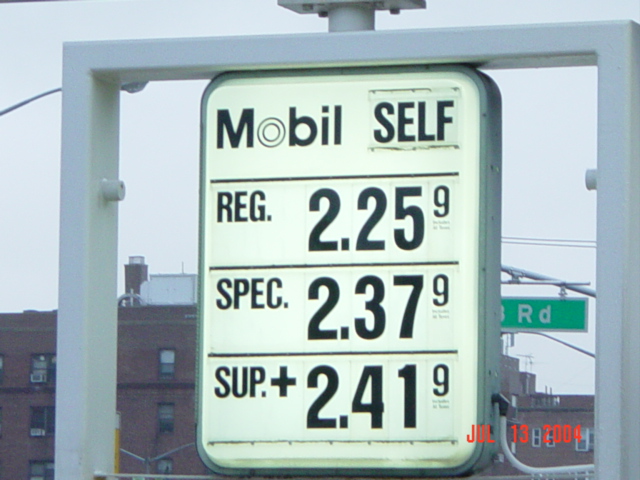 Mobil SELF
REG. 2.25 9
SPEC. 2.37 9
SUP.+ 2.41 9
Rd
JUL 13 2004